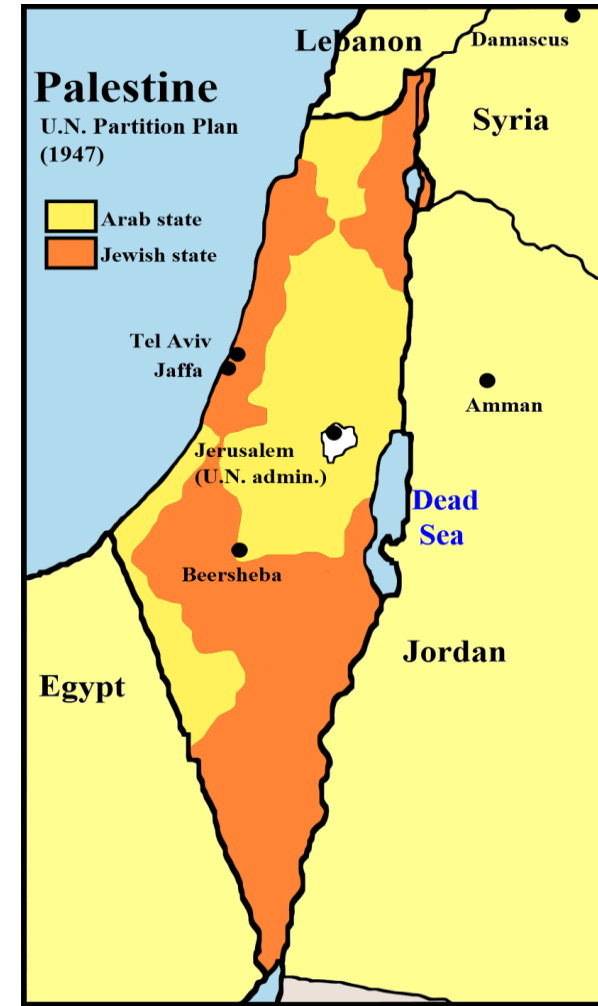 Lebanon
Damascus
Palestine
U.N. Partition Plan
(1947)
Syria
Arab state
Jewish state
Tel Aviv
Jaffa
Amman
Jerusalem
(U.N. admin.)
Dead
Sea
Beersheba
Jordan
Egypt